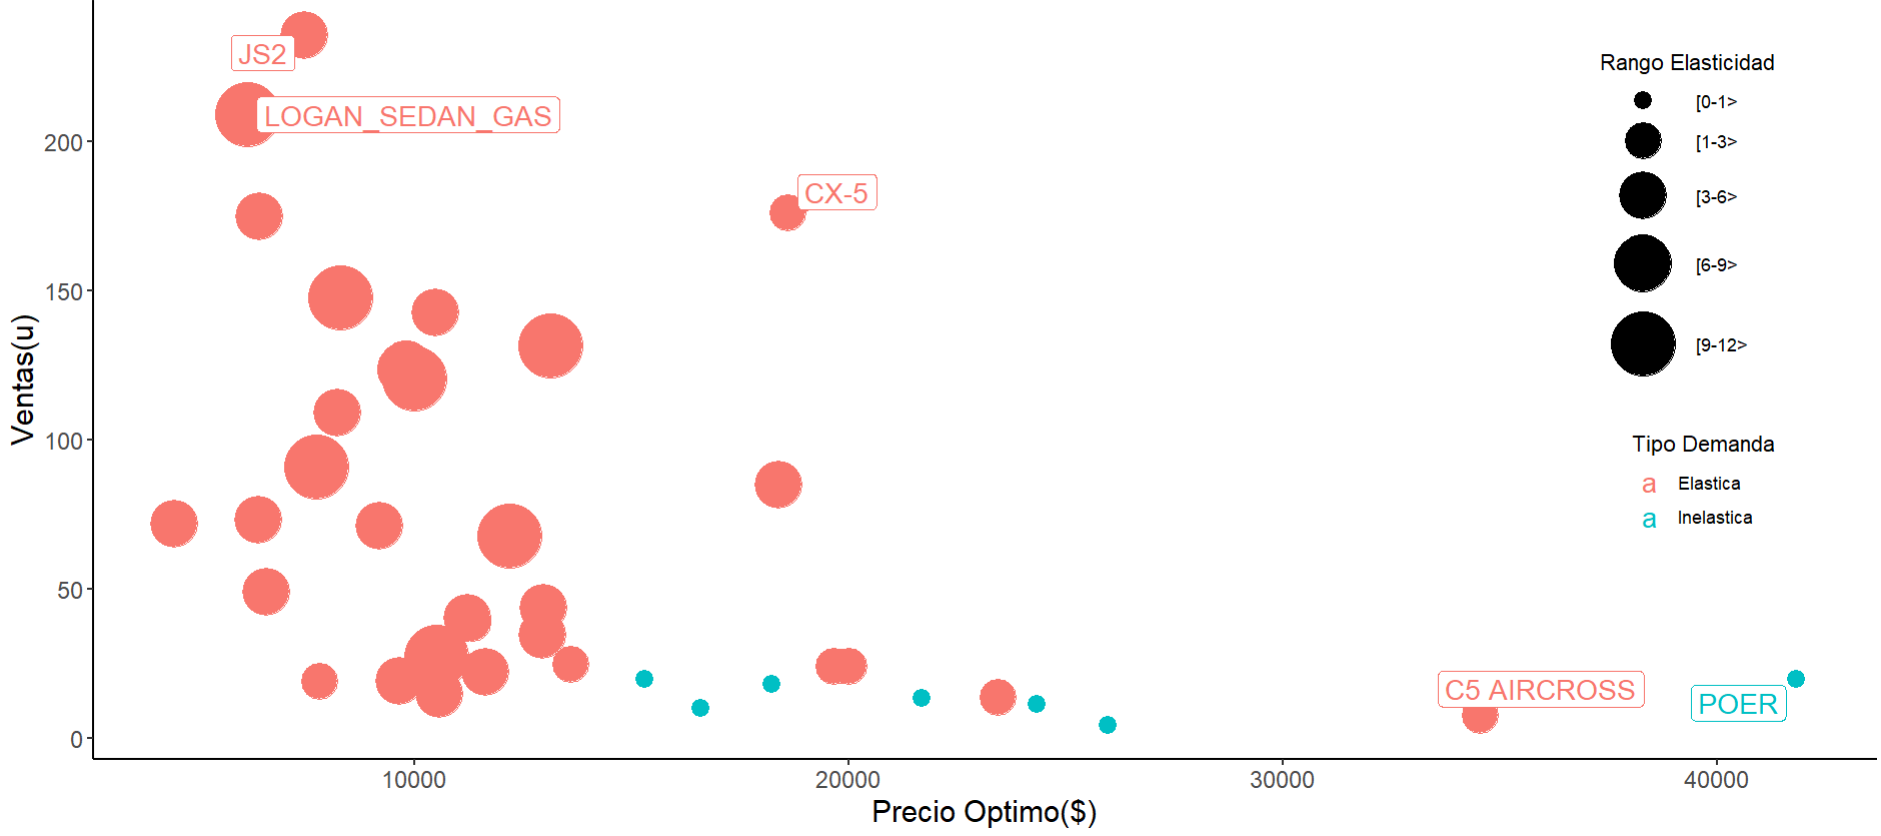 JS2
LOGAN_SEDAN_GAS
CX-5
C5 AIRCROSS
POER
Ventas(u)
200
150
100
50
0
10000
20000
30000
40000
Precio Optimo($)
Rango Elasticidad
[0-1>
[1-3>
[3-6>
[6-9>
[9-12>
Tipo Demanda
a Elastica
a Inelastica